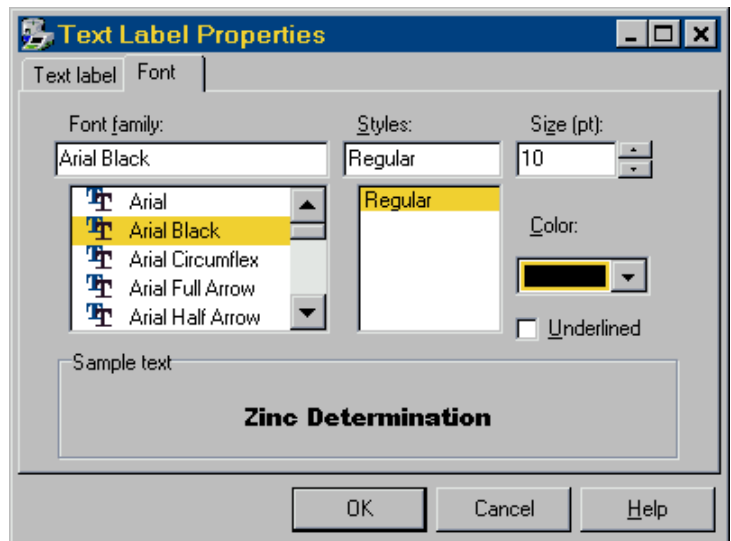 Text Label Properties
Text label Font
Font family: Styles: Size (pt):
Arial Black Regular 10
Arial Regular
Arial Black
Arial Circumflex Color:
Arial Full Arrow
Arial Half Arrow
Underlined
Sample text
Zinc Determination
OK Cancel Help